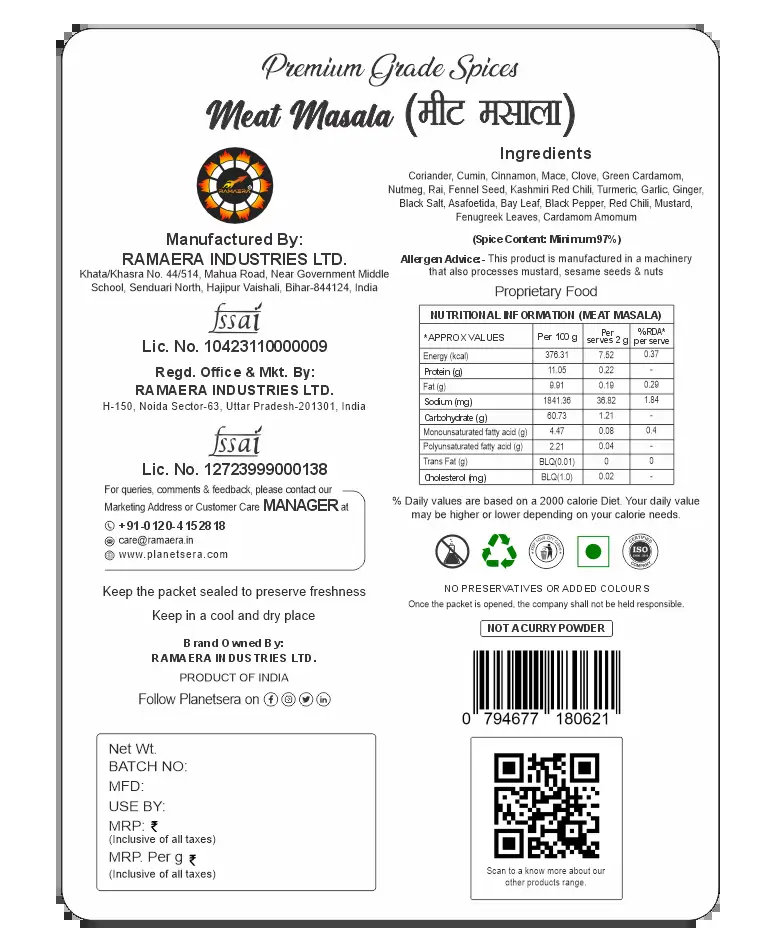 Premium Grade Spices
Meat Masala (मीट मसाला)
RAMAERA
Manufactured By:
RAMAERA INDUSTRIES LTD.
Khata/Khasra No. 44/514, Mahua Road, Near Government Middle
School, Senduari North, Hajipur Vaishali, Bihar-844124, India
fssai
Lic. No. 10423110000009
Regd. Office & Mkt. By:
RAMAERA INDUSTRIES LTD.
H-150, Noida Sector-63, Uttar Pradesh-201301, India
fssai
Lic. No. 12723999000138
For queries, comments & feedback, please contact our
Marketing Address or Customer Care MANAGER at
+91-0120-4152818
care@ramaera.in
www.planetsera.com
Keep the packet sealed to preserve freshness
Keep in a cool and dry place
Brand Owned By:
RAMAERA INDUSTRIES LTD.
PRODUCT OF INDIA
Follow Planetsera on
Net Wt.
BATCH NO:
MFD:
USE BY:
MRP: ₹
(Inclusive of all taxes)
MRP. Per g ₹
(Inclusive of all taxes)
Ingredients
Coriander, Cumin, Cinnamon, Mace, Clove, Green Cardamom,
Nutmeg, Rai, Fennel Seed, Kashmiri Red Chili, Turmeric, Garlic, Ginger,
Black Salt, Asafoetida, Bay Leaf, Black Pepper, Red Chili, Mustard,
Fenugreek Leaves, Cardamom Amomum
(Spice Content: Minimum 97%)
Allergen Advice:- This product is manufactured in a machinery
that also processes mustard, sesame seeds & nuts
Proprietary Food
NUTRITIONAL INFORMATION (MEAT MASALA)
*APPROX VALUES Per 100 g Per serves 2 g %RDA* per serve
Energy (kcal) 376.31 7.52 0.37
Protein (g) 11.05 0.22 -
Fat (g) 9.91 0.19 0.29
Sodium (mg) 1841.36 36.82 1.84
Carbohydrate (g) 60.73 1.21 -
Monounsaturated fatty acid (g) 4.47 0.08 0.4
Polyunsaturated fatty acid (g) 2.21 0.04 -
Trans Fat (g) BLQ(0.01) 0 0
Cholesterol (mg) BLQ(1.0) 0.02 -
% Daily values are based on a 2000 calorie Diet. Your daily value
may be higher or lower depending on your calorie needs.
CERTIFIED
ISO
COMPANY
NO PRESERVATIVES OR ADDED COLOURS
Once the packet is opened, the company shall not be held responsible.
NOT A CURRY POWDER
0 794677 180621
Scan to a know more about our
other products range.